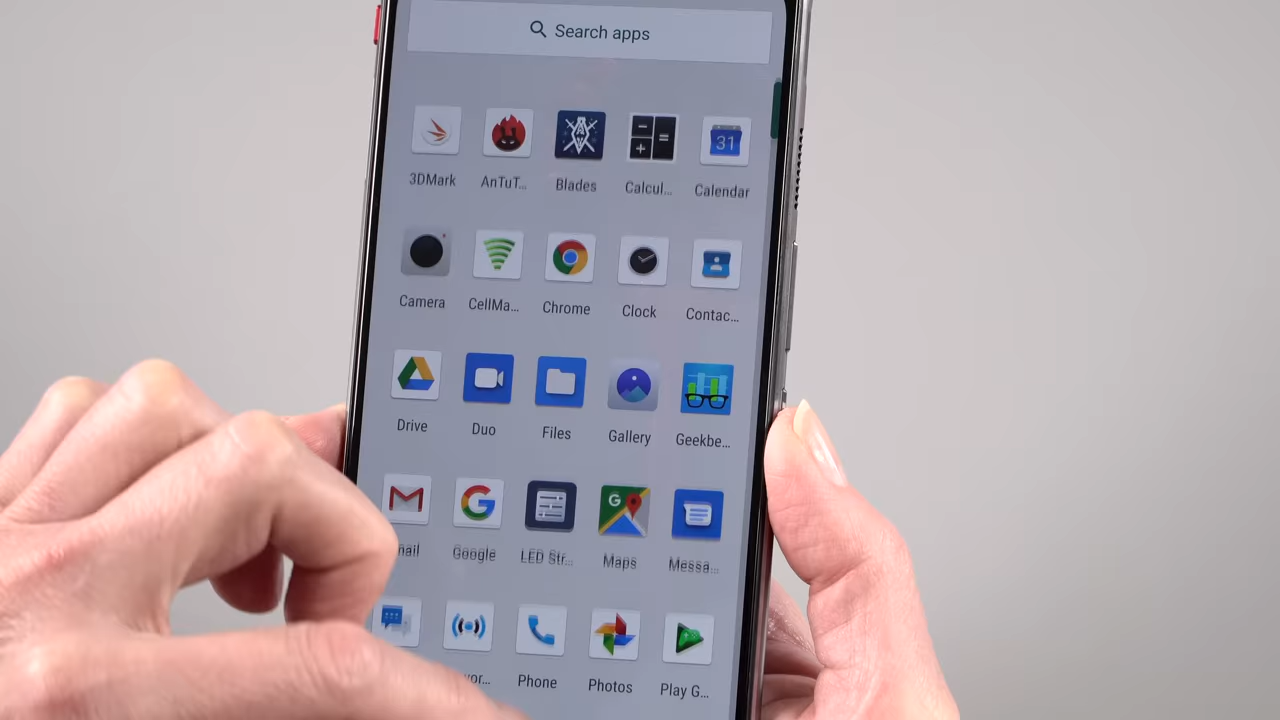 Search apps
3DMark AnTuT... Blades Calcul... Calendar
31
Camera CellMa... Chrome Clock Contac...
Drive Duo Files Gallery Geekbe...
G
Google LED Str... Maps Messa...
Phone Photos Play G...